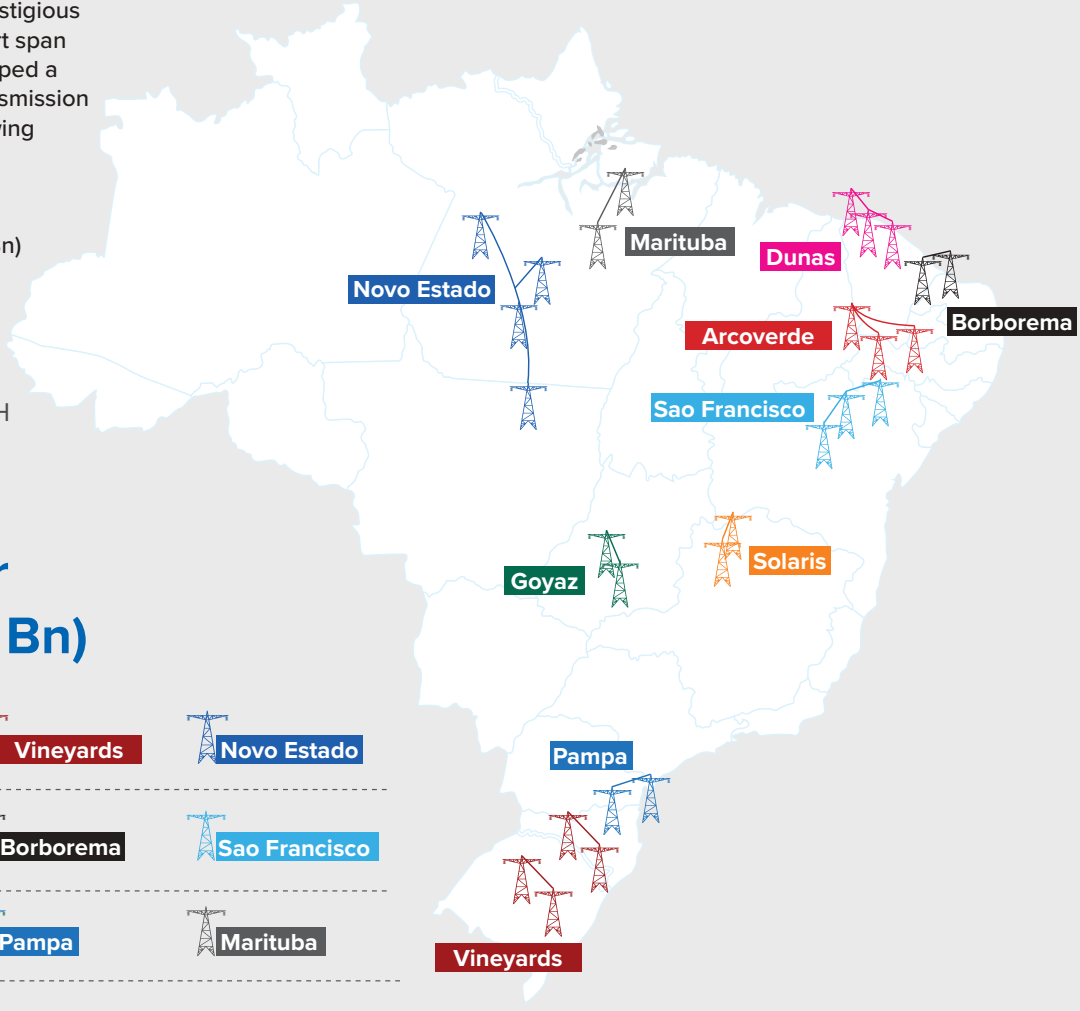 stigious
rt span
ped a
smission
ving
Bn)
H
r
Bn)
Marituba
Dunas
Novo Estado
Borborema
Arcoverde
Sao Francisco
Solaris
Goyaz
Pampa
Vineyards
Vineyards
Novo Estado
Borborema
Sao Francisco
Pampa
Marituba